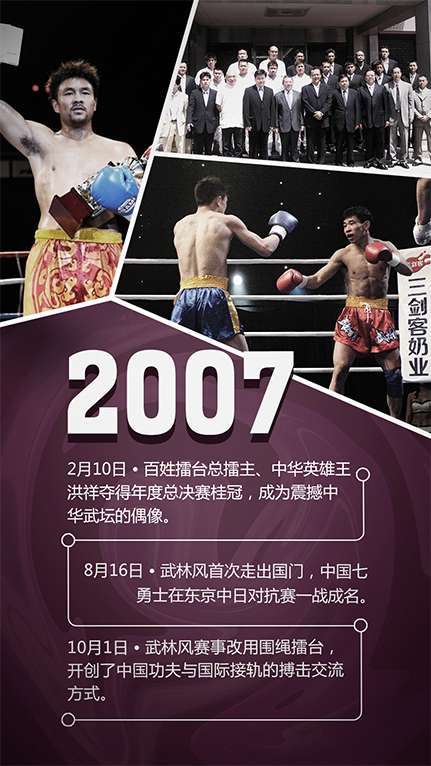 三剑客奶业
2007
2月10日•百姓擂台总擂主、中华英雄王
洪祥夺得年度总决赛桂冠，成为震撼中
华武坛的偶像。
8月16日•武林风首次走出国门，中国七
勇士在东京中日对抗赛一战成名。
10月1日•武林风赛事改用围绳擂台，
开创了中国功夫与国际接轨的搏击交流
方式。